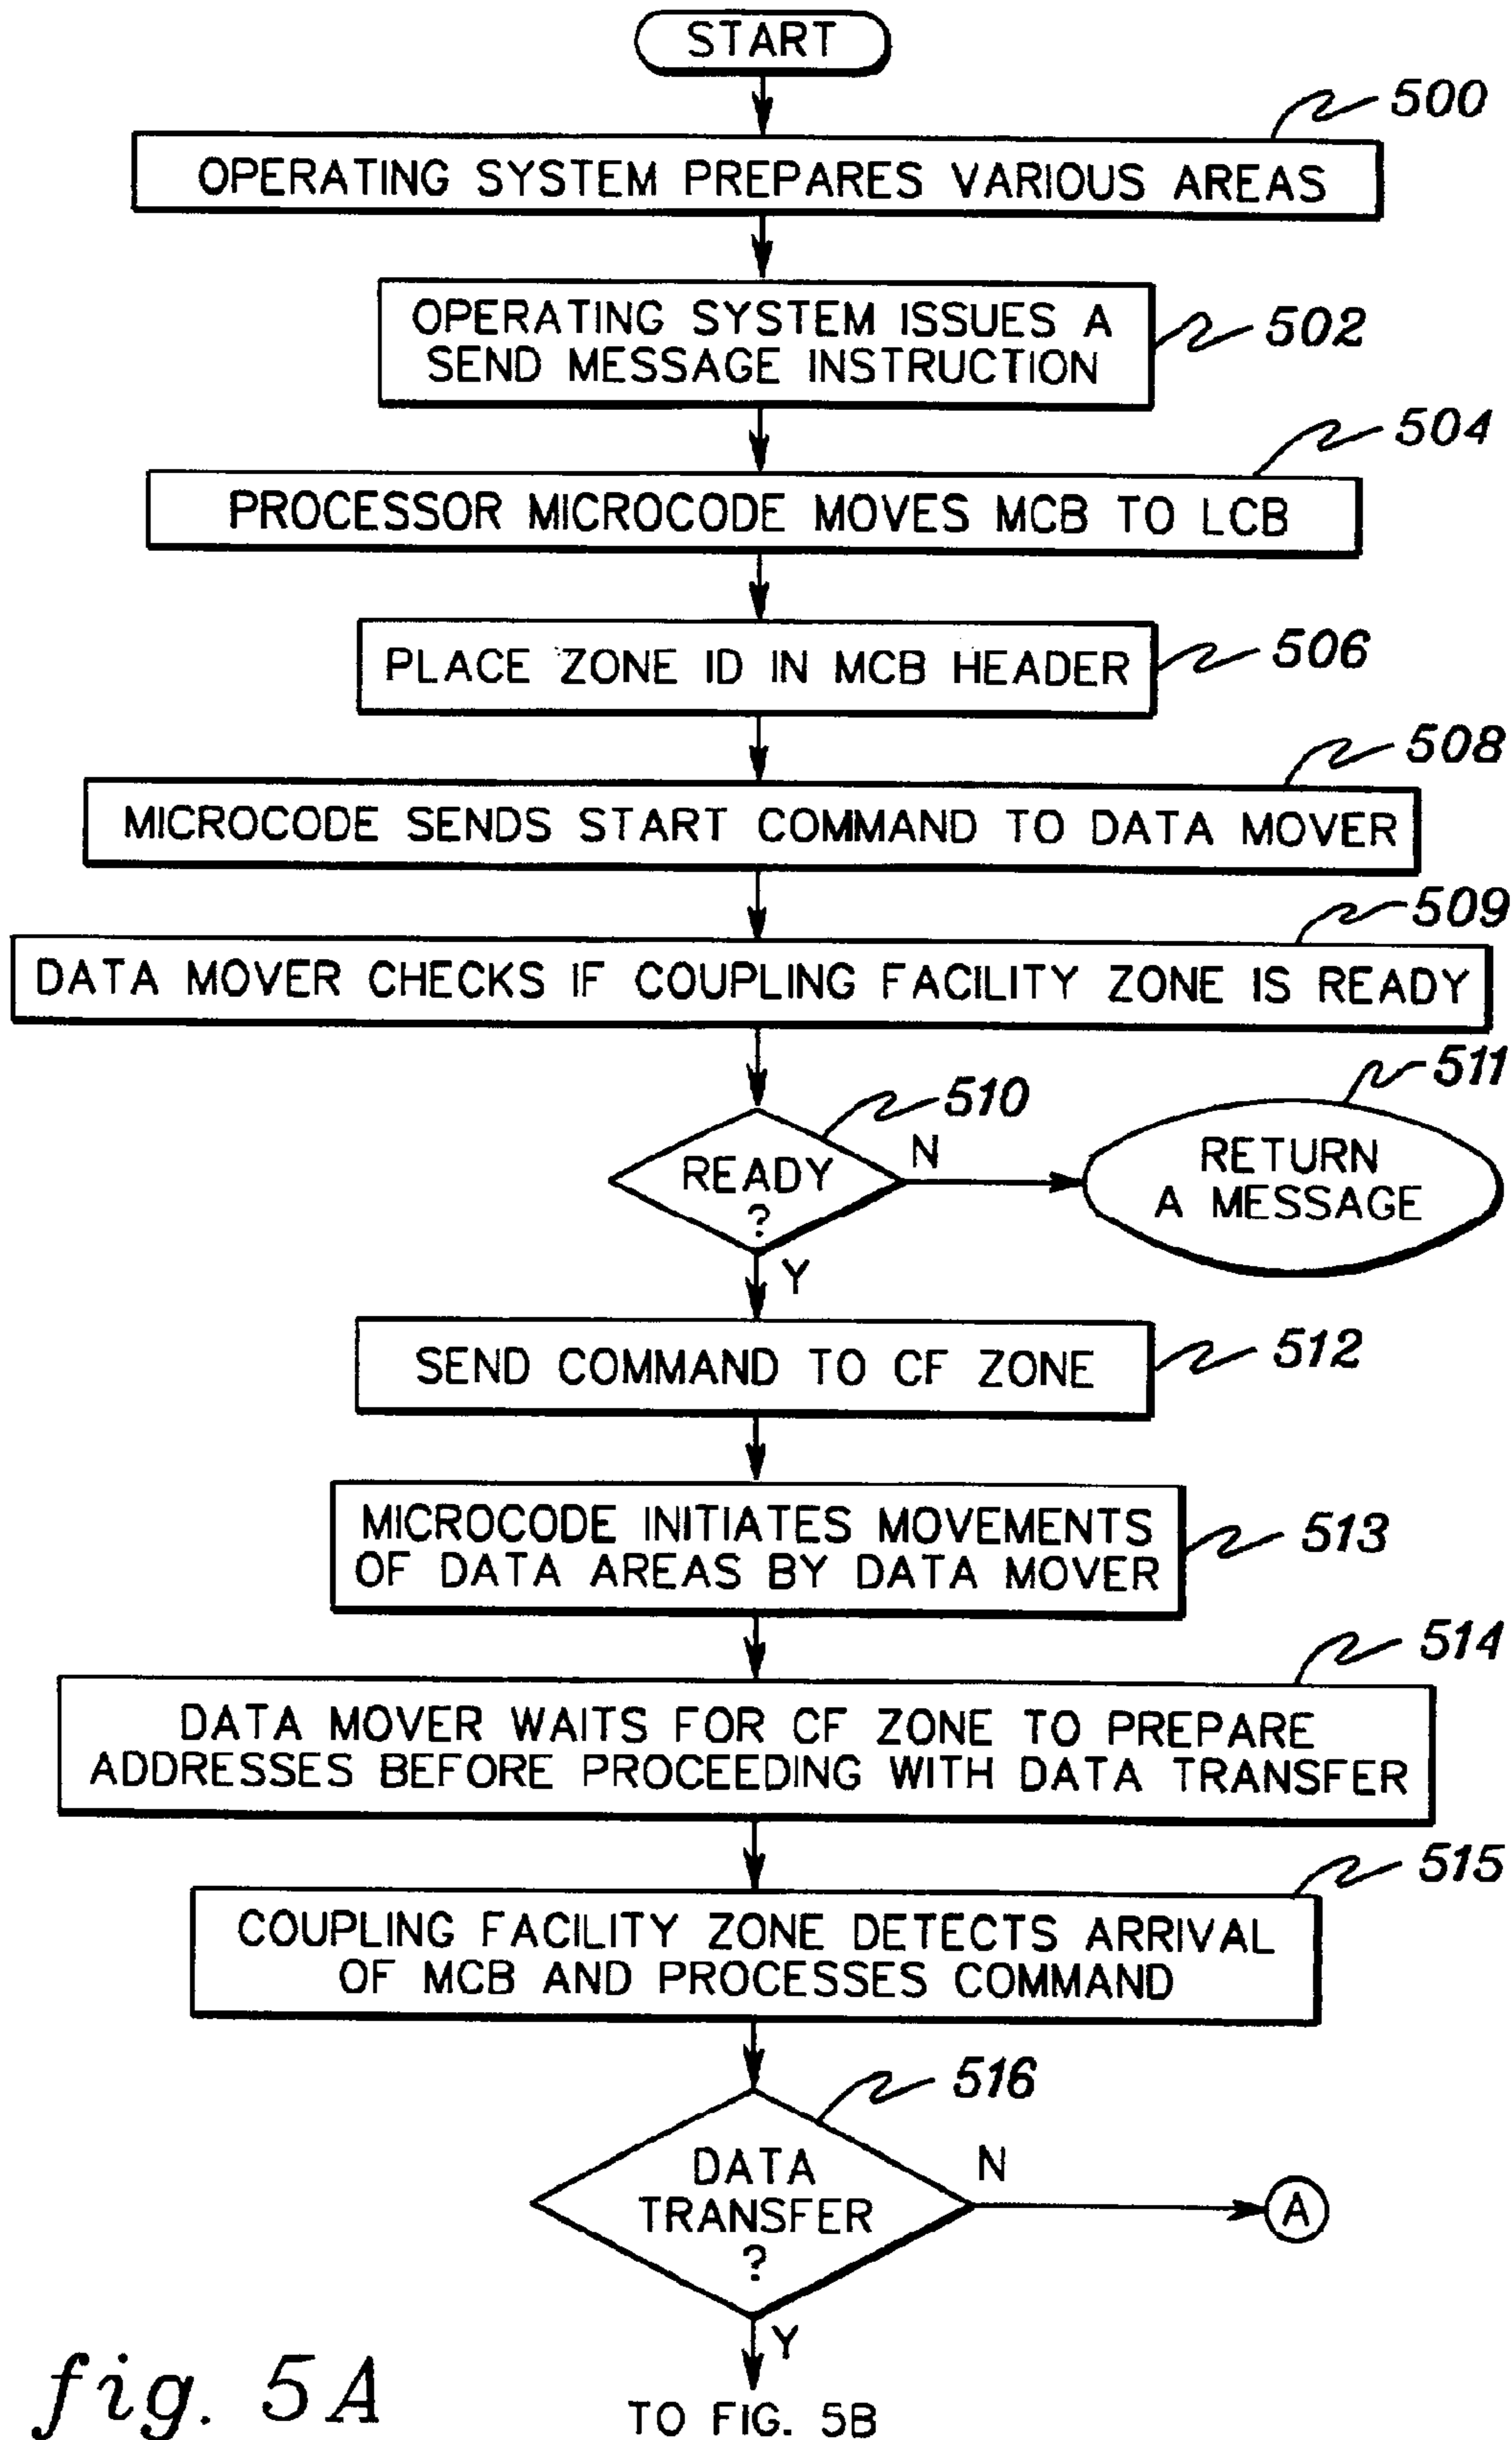 START
500
OPERATING SYSTEM PREPARES VARIOUS AREAS
OPERATING SYSTEM ISSUES A
SEND MESSAGE INSTRUCTION
502
504
PROCESSOR MICROCODE MOVES MCB TO LCB
PLACE ZONE ID IN MCB HEADER
506
508
MICROCODE SENDS START COMMAND TO DATA MOVER
509
DATA MOVER CHECKS IF COUPLING FACILITY ZONE IS READY
510
READY
?
N
511
RETURN
A MESSAGE
Y
SEND COMMAND TO CF ZONE
512
MICROCODE INITIATES MOVEMENTS
OF DATA AREAS BY DATA MOVER
513
514
DATA MOVER WAITS FOR CF ZONE TO PREPARE
ADDRESSES BEFORE PROCEEDING WITH DATA TRANSFER
515
COUPLING FACILITY ZONE DETECTS ARRIVAL
OF MCB AND PROCESSES COMMAND
516
DATA
TRANSFER
?
N
A
Y
TO FIG. 5B
fig. 5A